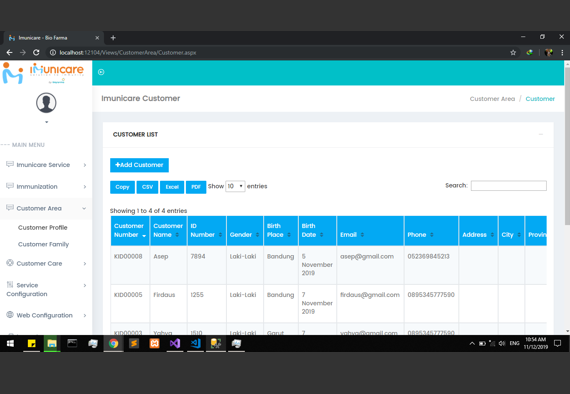 Imunicare - Bio Farma
localhost:12104/Views/CustomerArea/Customer.aspx
imunicare
Imunicare Customer
Customer Area / Customer
MAIN MENU
Imunicare Service
Immunization
Customer Area
Customer Profile
Customer Family
Customer Care
Service Configuration
Web Configuration
CUSTOMER LIST
+Add Customer
Copy CSV Excel PDF Show 10 entries
Search:
Showing 1 to 4 of 4 entries
Customer Number Customer Name ID Number Gender Birth Place Birth Date Email Phone Address City Provin
KID00008 Asep 7894 Laki-Laki Bandung 5 November 2019 asep@gmail.com 052369845213
KID00005 Firdaus 1255 Laki-Laki Bandung 7 November 2019 firdaus@gmail.com 0895345777590
KID00003 Yahya 1510 Laki-Laki Garut 7 yahya@gmail.com 0895345777590
ENG
10:54 AM
11/12/2019